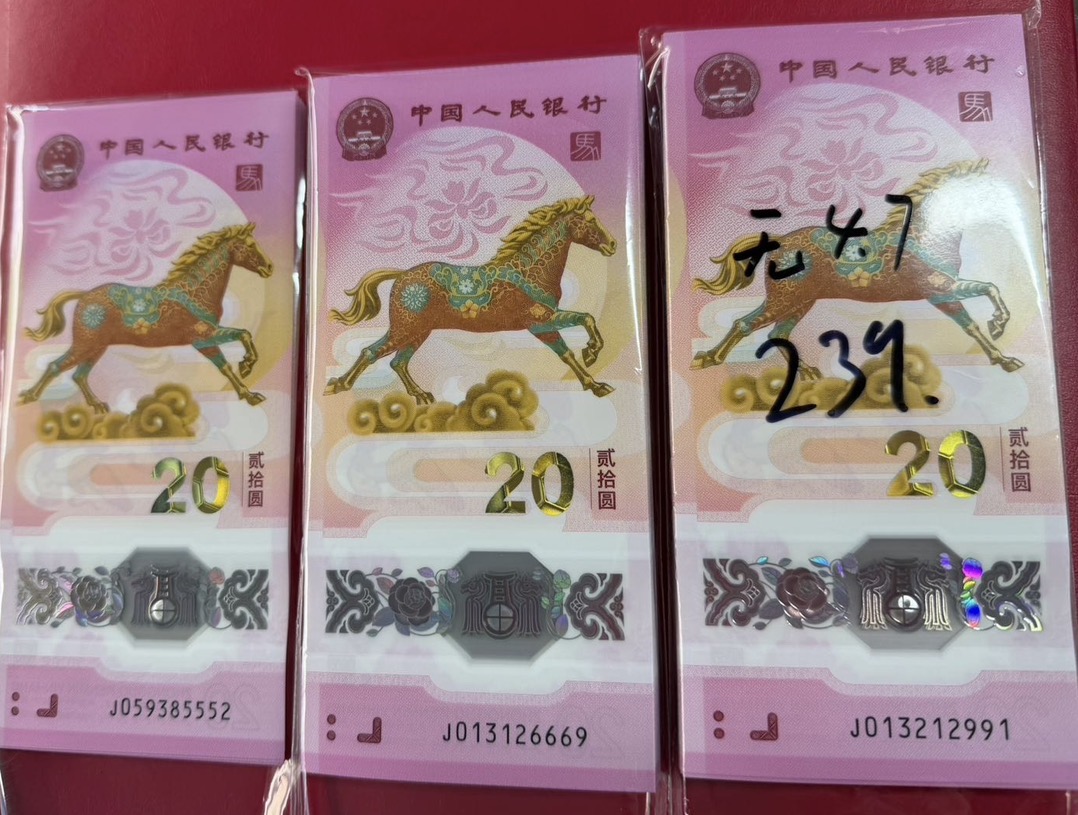 中国人民银行
馬
20
贰拾圆
J059385552
中国人民银行
馬
20
贰拾圆
J013126669
中国人民银行
馬
无4.7
239.
20
贰拾圆
J013212991